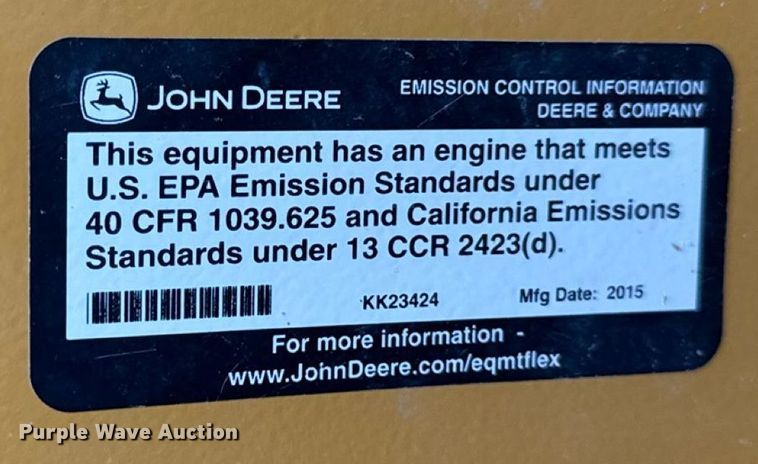 JOHN DEERE
EMISSION CONTROL INFORMATION
DEERE & COMPANY
This equipment has an engine that meets
U.S. EPA Emission Standards under
40 CFR 1039.625 and California Emissions
Standards under 13 CCR 2423(d).
KK23424
Mfg Date: 2015
For more information -
www.JohnDeere.com/eqmtflex
Purple Wave Auction